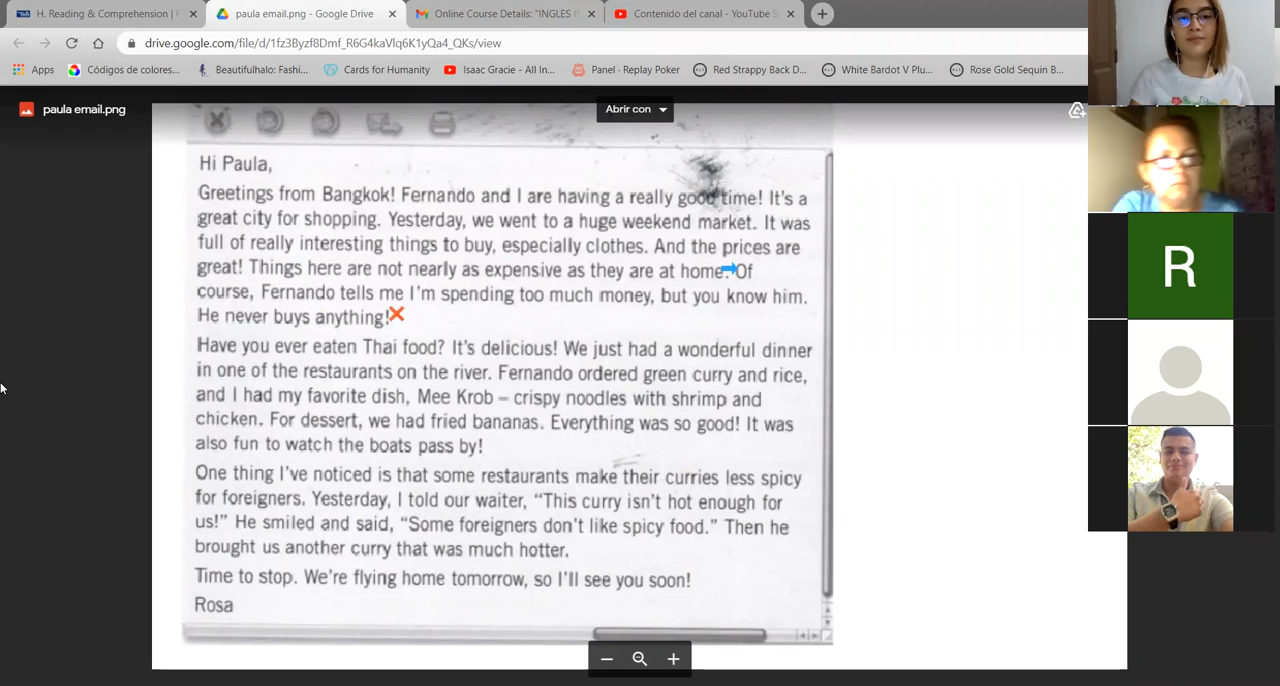 H. Reading & Comprehension | F
paula email.png - Google Drive
Online Course Details: "INGLES I
Contenido del canal - YouTube S
drive.google.com/file/d/1fz3Byzf8Dmf_R6G4kaVlq6K1yQa4_QKs/view
Apps
Códigos de colores...
Beautifulhalo: Fashi...
Cards for Humanity
Isaac Gracie - All In...
Panel · Replay Poker
Red Strappy Back D...
White Bardot V Plu...
Rose Gold Sequin B...
paula email.png
Abrir con
Hi Paula,
Greetings from Bangkok! Fernando and I are having a really good time! It's a
great city for shopping. Yesterday, we went to a huge weekend market. It was
full of really interesting things to buy, especially clothes. And the prices are
great! Things here are not nearly as expensive as they are at home. Of
course, Fernando tells me I'm spending too much money, but you know him.
He never buys anything!
Have you ever eaten Thai food? It's delicious! We just had a wonderful dinner
in one of the restaurants on the river. Fernando ordered green curry and rice,
and I had my favorite dish, Mee Krob – crispy noodles with shrimp and
chicken. For dessert, we had fried bananas. Everything was so good! It was
also fun to watch the boats pass by!
One thing I've noticed is that some restaurants make their curries less spicy
for foreigners. Yesterday, I told our waiter, “This curry isn't hot enough for
us!” He smiled and said, “Some foreigners don't like spicy food.” Then he
brought us another curry that was much hotter.
Time to stop. We're flying home tomorrow, so I'll see you soon!
Rosa
R